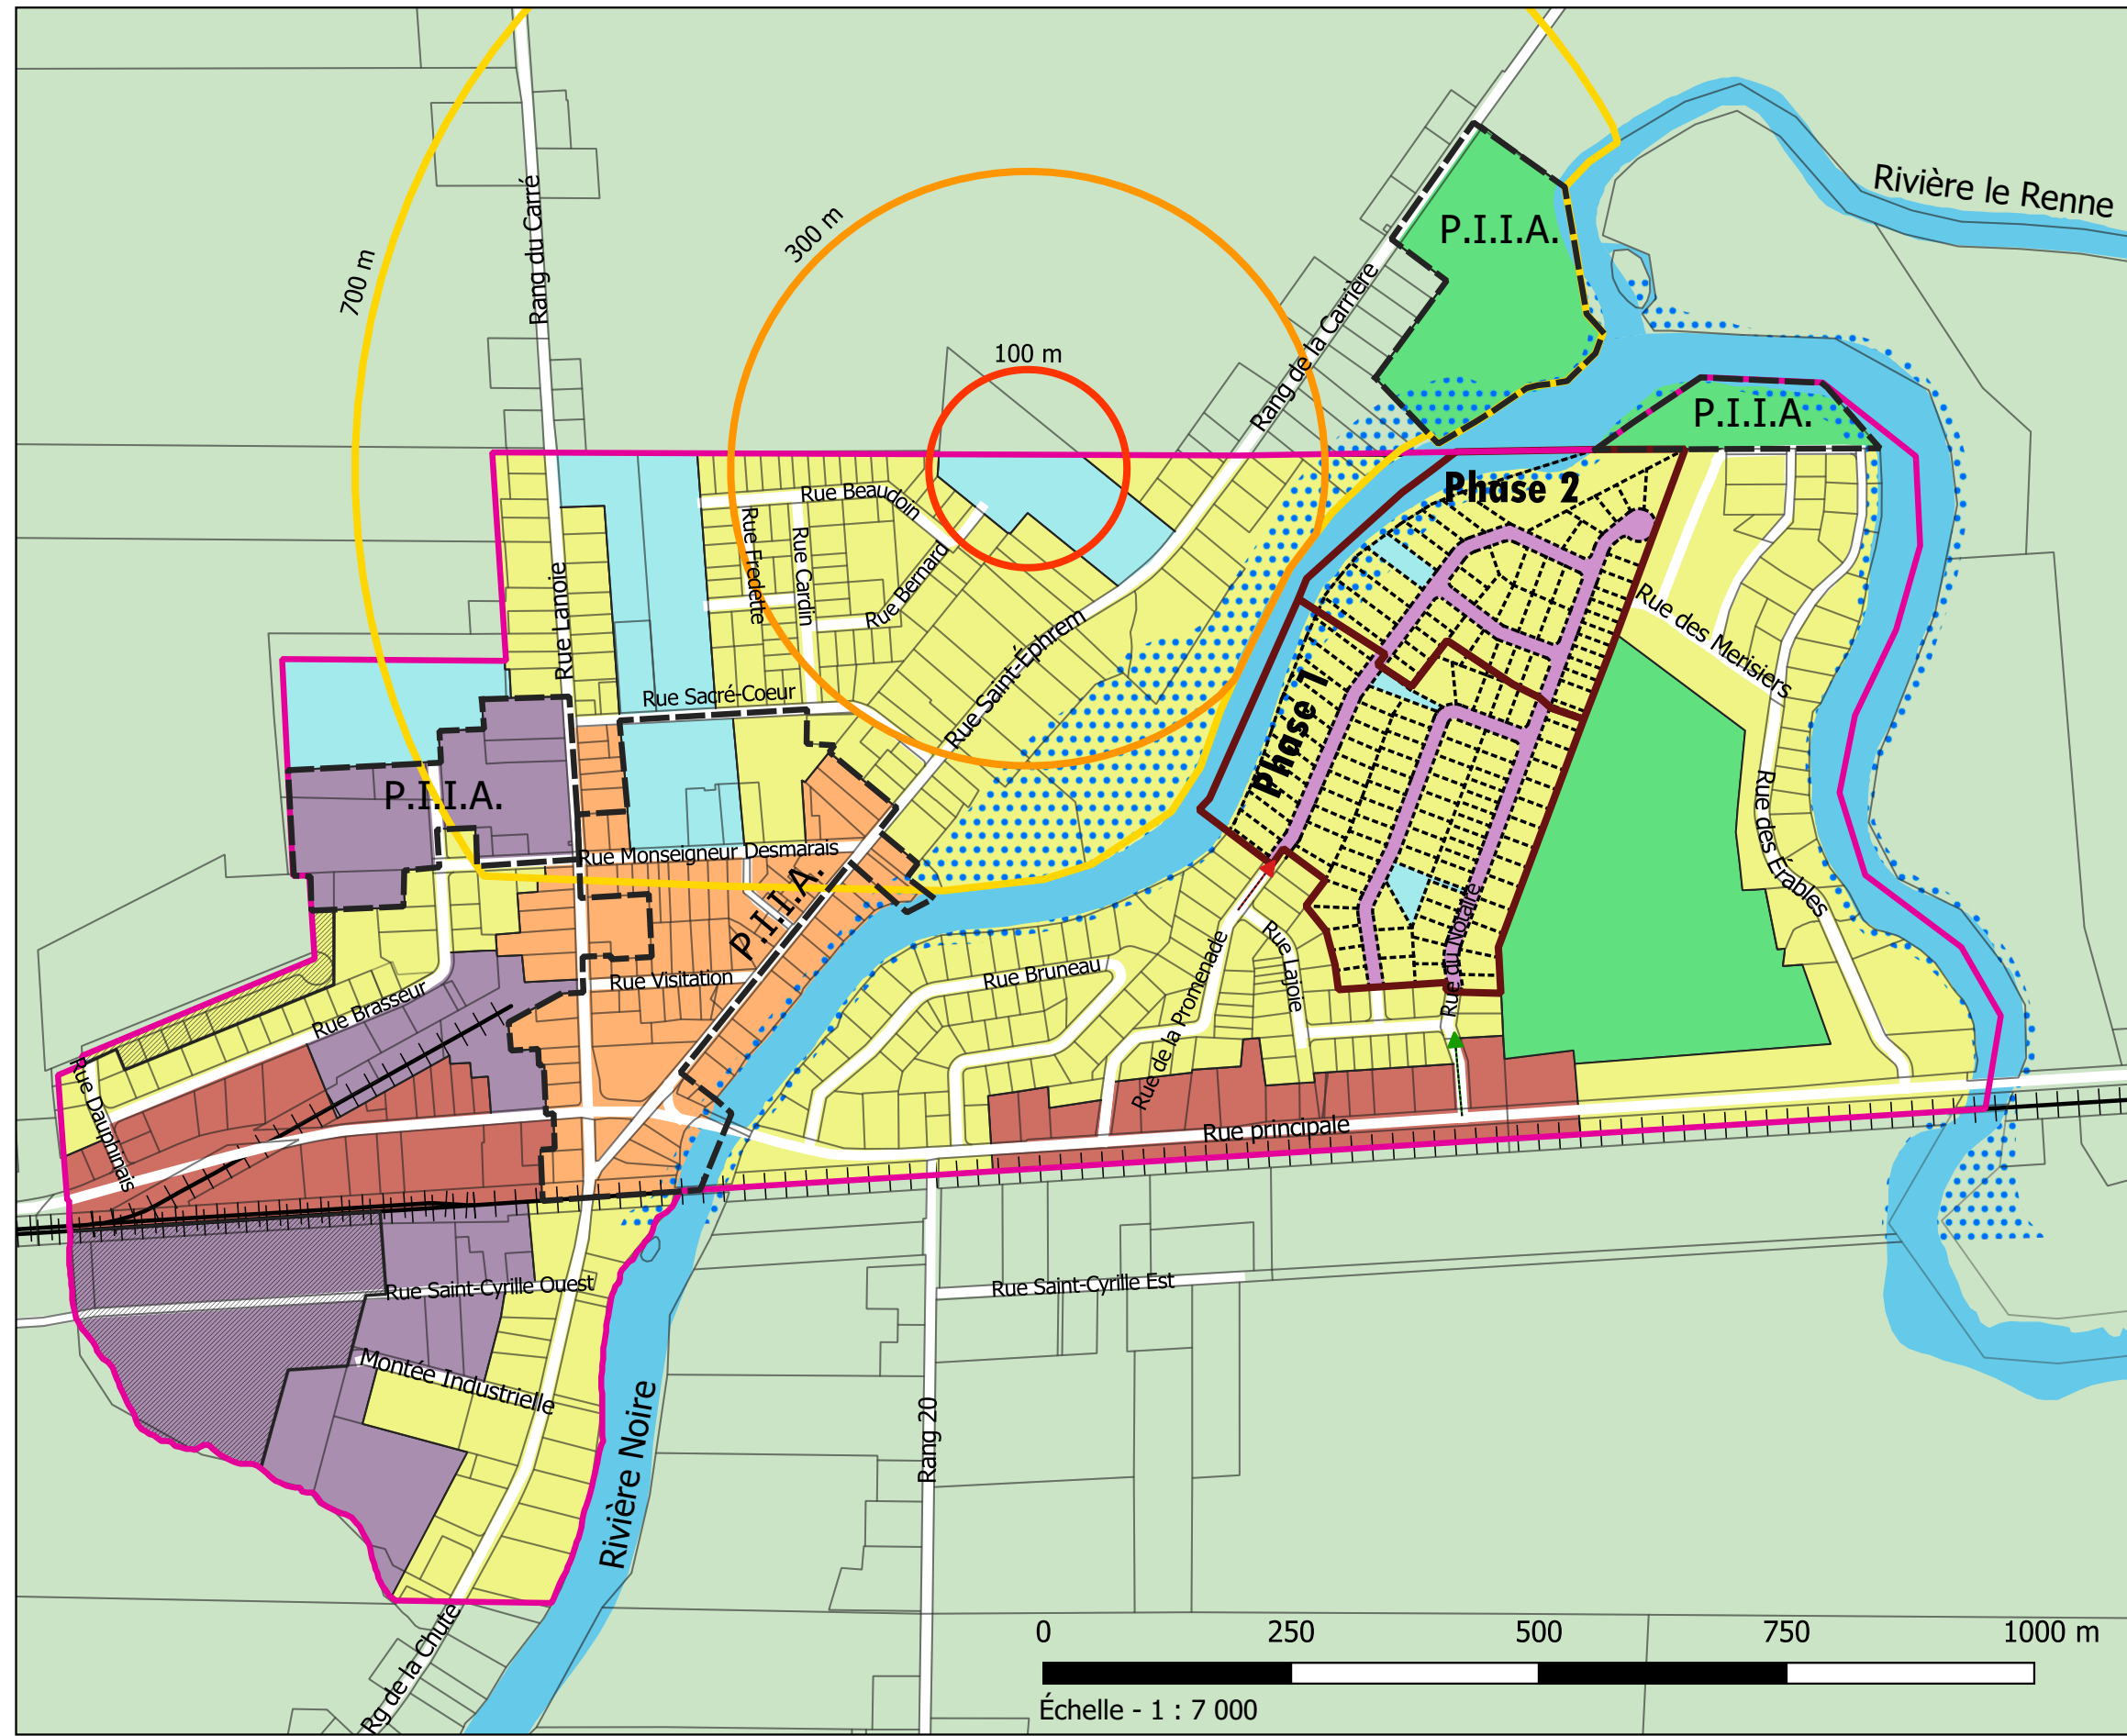 Rivière le Renne
Rang du Carré
700 m
300 m
P.I.I.A.
Rang de la Carrière
100 m
P.I.I.A.
Phase 2
Rue Beaudoin
Rue Fredette
Rue Cardin
Rue Bernard
Rue Lanoie
Rue Saint-Éphrem
Rue des Merisiers
Rue Sacré-Coeur
Phase 1
P.I.I.A.
Rue Monseigneur Desmarais
P.I.I.A.
Rue des Érables
Rue du Notaire
Rue Lajoie
Rue Bruneau
Rue Visitation
Rue Brasseur
Rue de la Promenade
Rue Dauphinais
Rue principale
Rue Saint-Cyrille Ouest
Rue Saint-Cyrille Est
Montée Industrielle
Rivière Noire
Rang 20
Rg de la Chute
0 250 500 750 1000 m
Échelle - 1 : 7 000